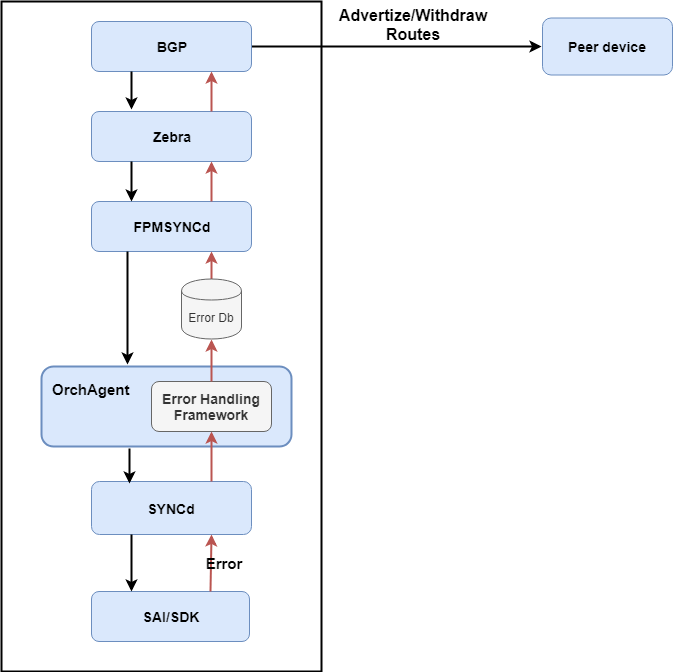 BGP
Advertize/Withdraw
Routes
Peer device
Zebra
FPMSYNCd
Error Db
OrchAgent
Error Handling
Framework
SYNCd
Error
SAI/SDK